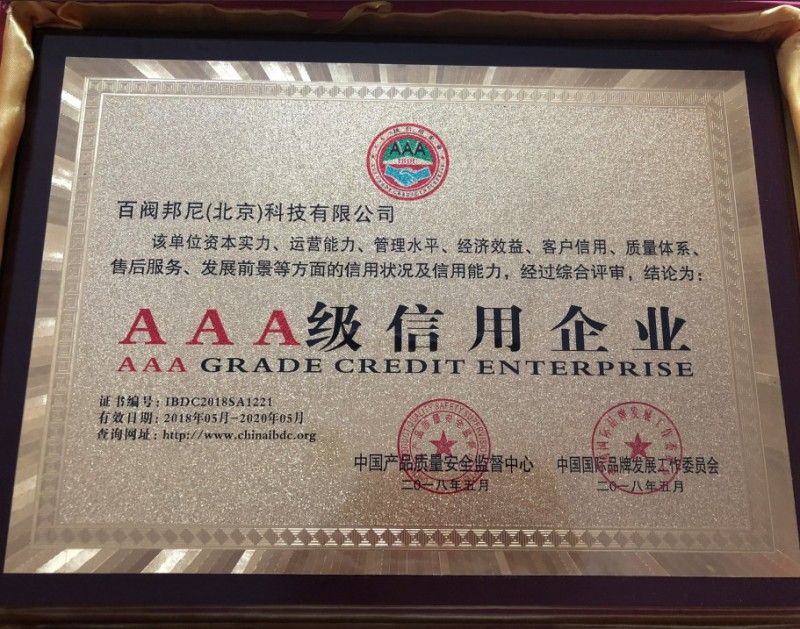 AAA
百阀邦尼(北京)科技有限公司
该单位资本实力、运营能力、管理水平、经济效益、客户信用、质量体系、
售后服务、发展前景等方面的信用状况及信用能力，经过综合评审，结论为：
AAA级信用企业
AAA GRADE CREDIT ENTERPRISE
证书编号：IBDC2018SA1221
有效日期：2018年05月-2020年05月
查询网址：http://www.chinaibdc.org
中国产品质量安全监督中心
二〇一八年五月
中国国际品牌发展工作委员会
二〇一八年五月